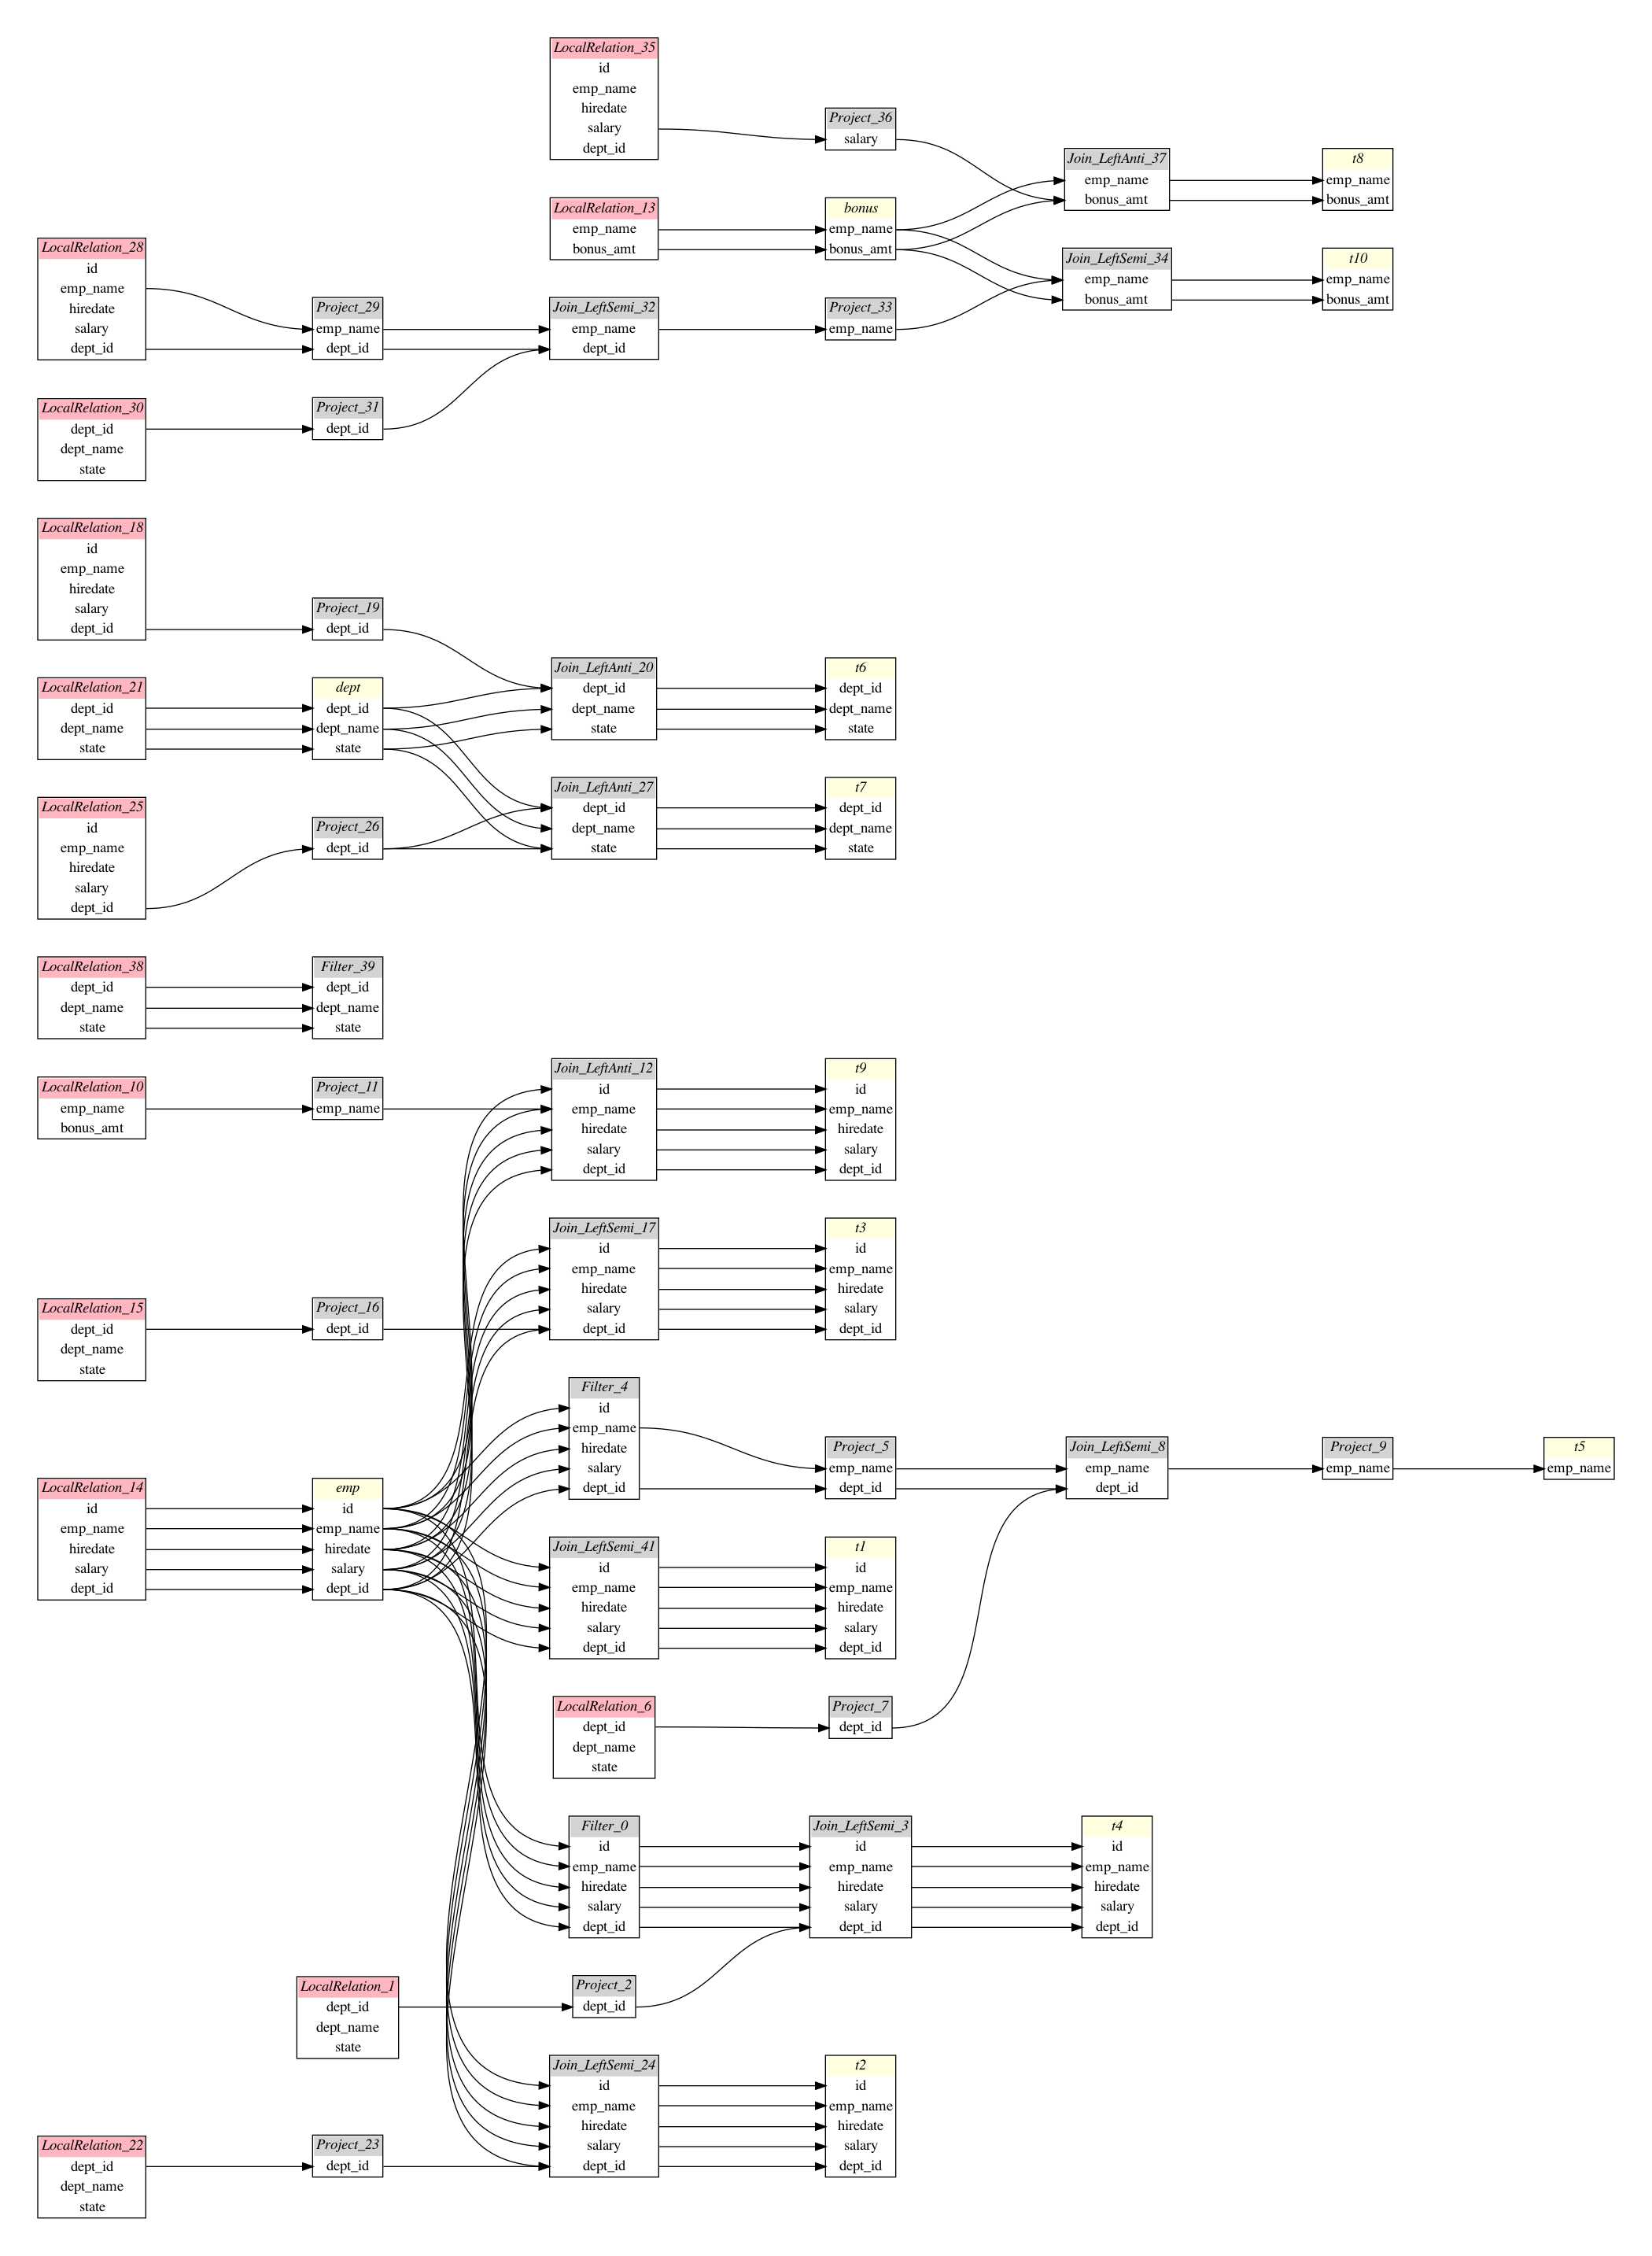 LocalRelation_35
id
emp_name
hiredate
salary
dept_id
Project_36
salary
Join_LeftAnti_37
emp_name
bonus_amt
t8
emp_name
bonus_amt
LocalRelation_13
emp_name
bonus_amt
bonus
emp_name
bonus_amt
LocalRelation_28
id
emp_name
hiredate
salary
dept_id
Project_29
emp_name
dept_id
Join_LeftSemi_32
emp_name
dept_id
Project_33
emp_name
Join_LeftSemi_34
emp_name
bonus_amt
t10
emp_name
bonus_amt
LocalRelation_30
dept_id
dept_name
state
Project_31
dept_id
LocalRelation_18
id
emp_name
hiredate
salary
dept_id
Project_19
dept_id
Join_LeftAnti_20
dept_id
dept_name
state
t6
dept_id
dept_name
state
LocalRelation_21
dept_id
dept_name
state
dept
dept_id
dept_name
state
Join_LeftAnti_27
dept_id
dept_name
state
t7
dept_id
dept_name
state
LocalRelation_25
id
emp_name
hiredate
salary
dept_id
Project_26
dept_id
LocalRelation_38
dept_id
dept_name
state
Filter_39
dept_id
dept_name
state
LocalRelation_10
emp_name
bonus_amt
Project_11
emp_name
Join_LeftAnti_12
id
emp_name
hiredate
salary
dept_id
t9
id
emp_name
hiredate
salary
dept_id
Join_LeftSemi_17
id
emp_name
hiredate
salary
dept_id
t3
id
emp_name
hiredate
salary
dept_id
LocalRelation_15
dept_id
dept_name
state
Project_16
dept_id
Filter_4
id
emp_name
hiredate
salary
dept_id
Project_5
emp_name
dept_id
Join_LeftSemi_8
emp_name
dept_id
Project_9
emp_name
t5
emp_name
LocalRelation_14
id
emp_name
hiredate
salary
dept_id
emp
id
emp_name
hiredate
salary
dept_id
Join_LeftSemi_41
id
emp_name
hiredate
salary
dept_id
t1
id
emp_name
hiredate
salary
dept_id
LocalRelation_6
dept_id
dept_name
state
Project_7
dept_id
Filter_0
id
emp_name
hiredate
salary
dept_id
Join_LeftSemi_3
id
emp_name
hiredate
salary
dept_id
t4
id
emp_name
hiredate
salary
dept_id
LocalRelation_1
dept_id
dept_name
state
Project_2
dept_id
Join_LeftSemi_24
id
emp_name
hiredate
salary
dept_id
t2
id
emp_name
hiredate
salary
dept_id
LocalRelation_22
dept_id
dept_name
state
Project_23
dept_id